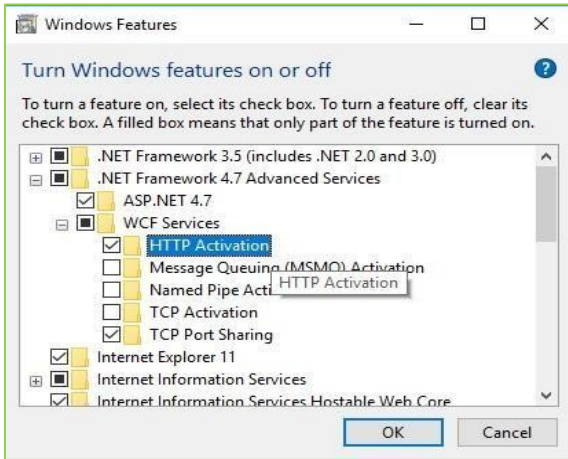 Windows Features
Turn Windows features on or off
To turn a feature on, select its check box. To turn a feature off, clear its
check box. A filled box means that only part of the feature is turned on.
.NET Framework 3.5 (includes .NET 2.0 and 3.0)
.NET Framework 4.7 Advanced Services
ASP.NET 4.7
WCF Services
HTTP Activation
Message Queuing (MSMQ) Activation
Named Pipe Acti
HTTP Activation
TCP Activation
TCP Port Sharing
Internet Explorer 11
Internet Information Services
Internet Information Services Hostable Web Core
OK Cancel